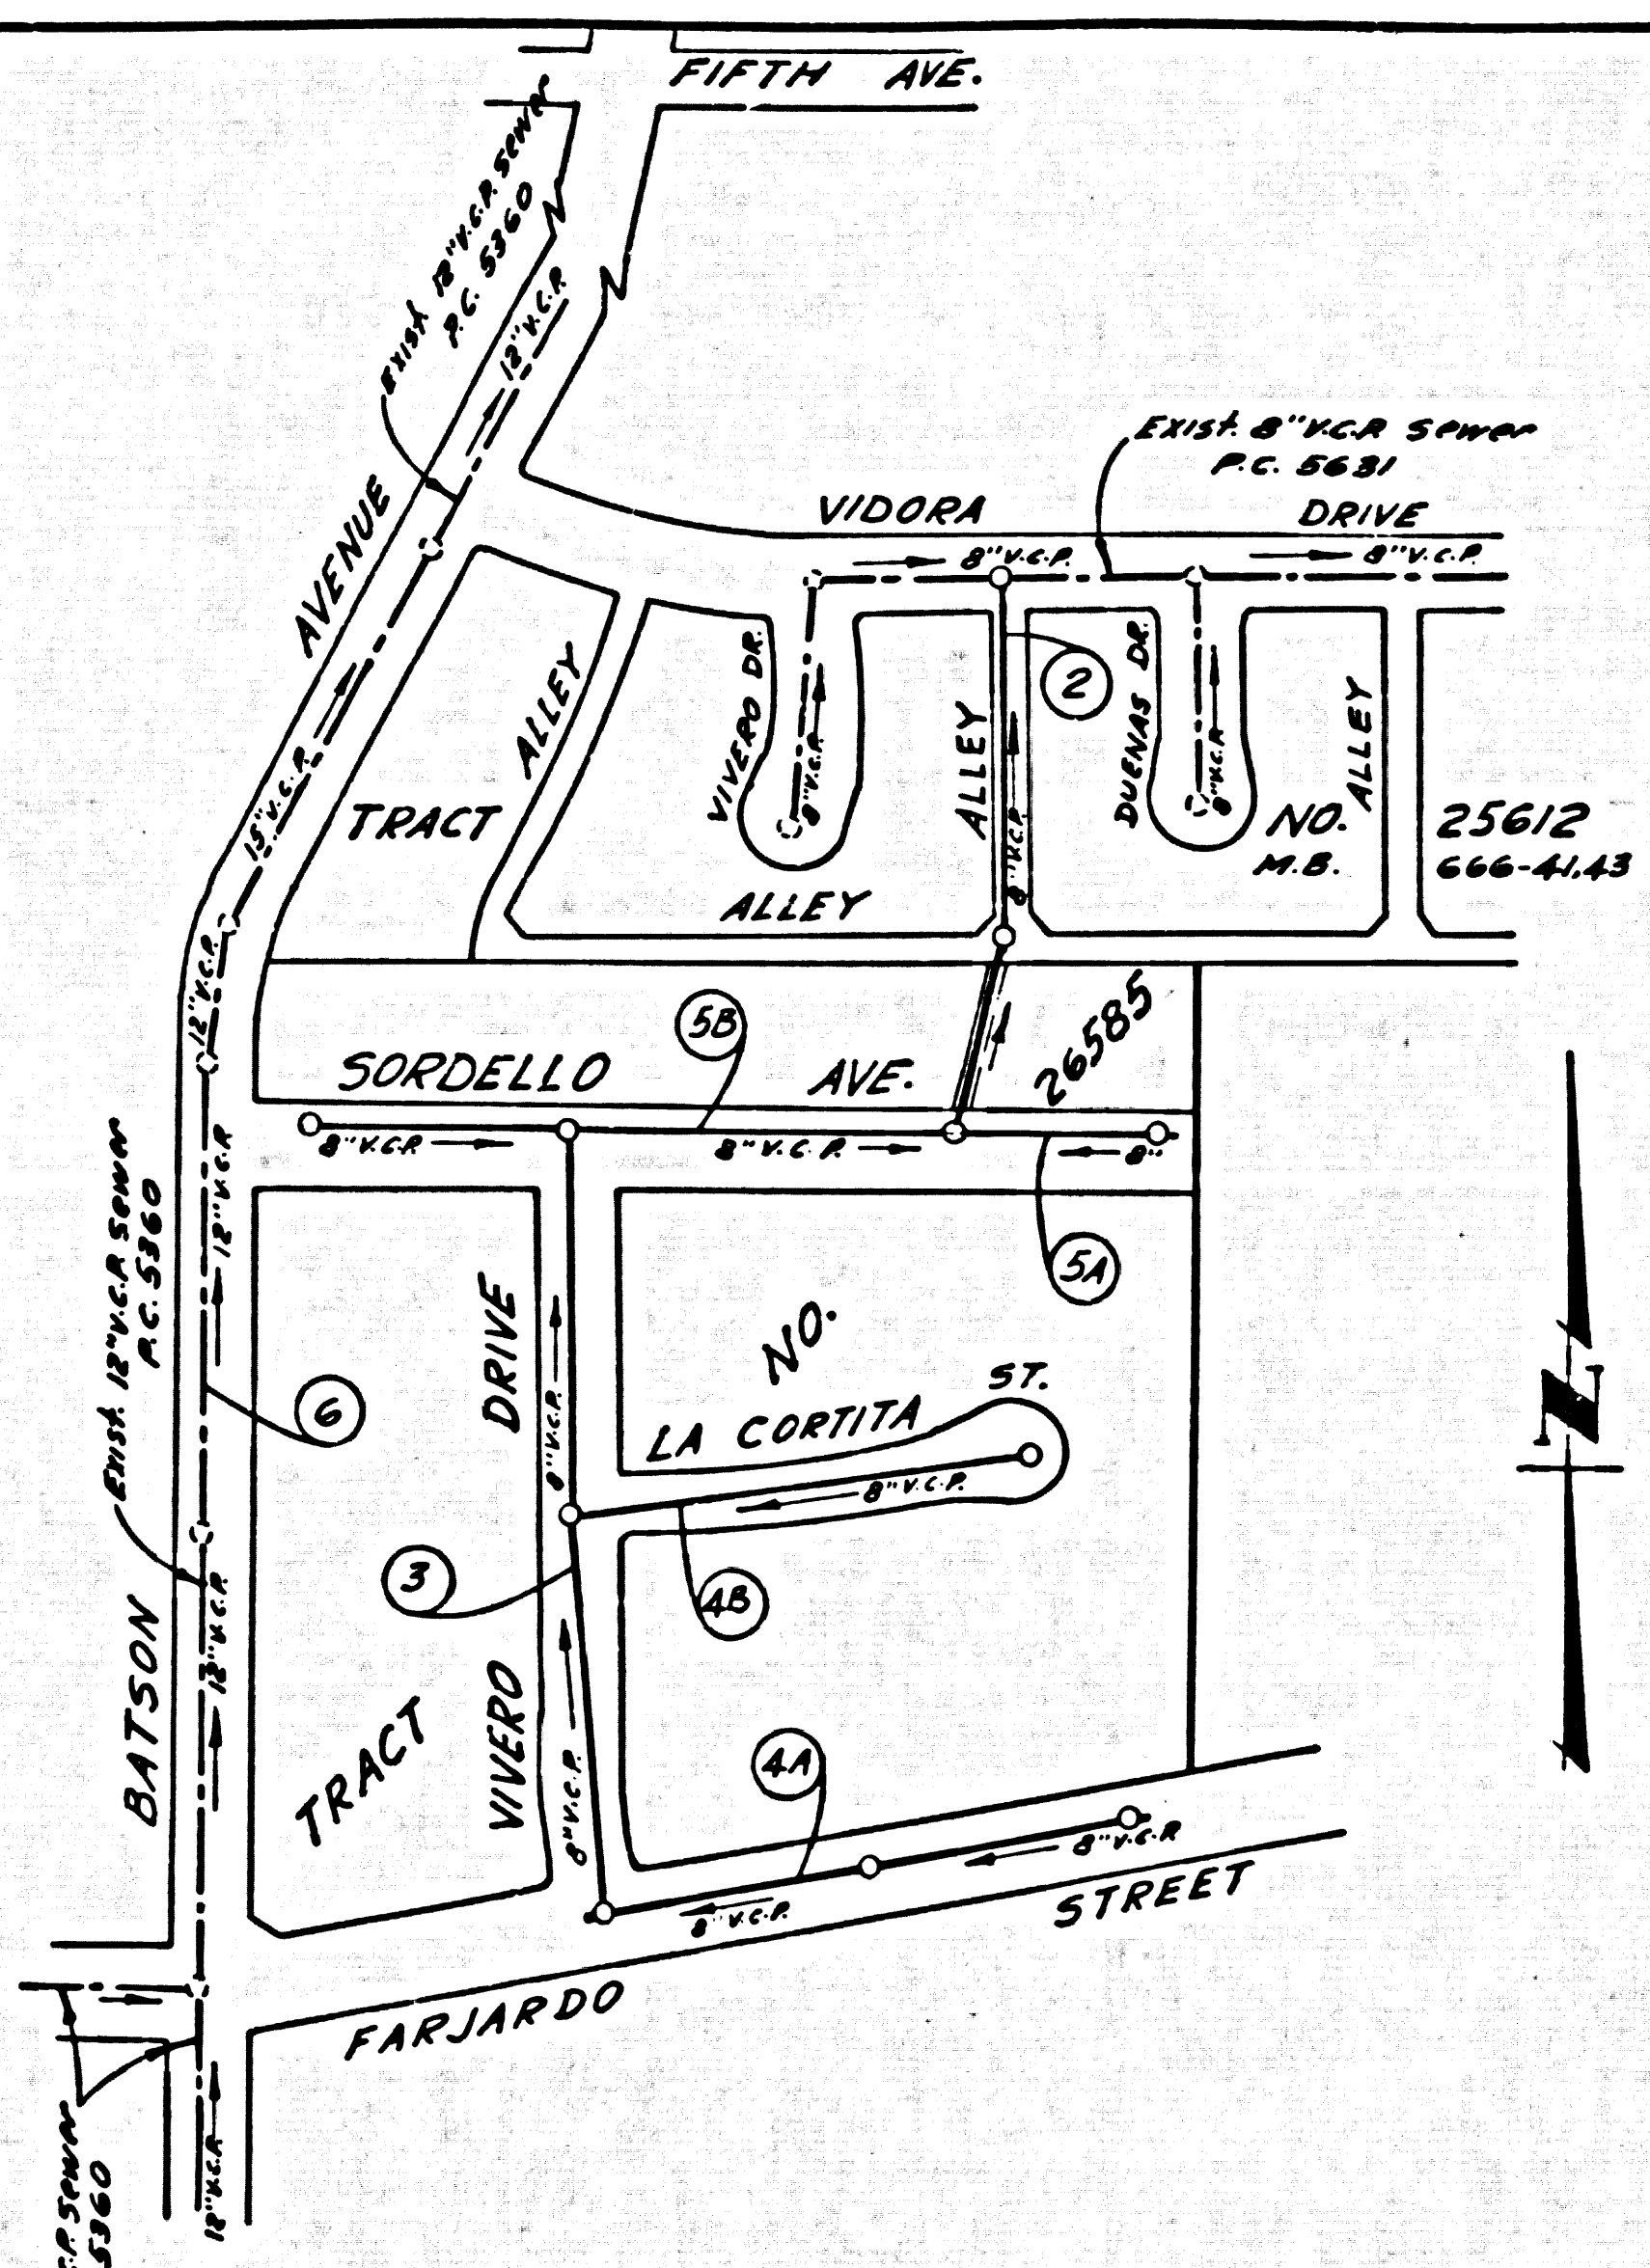 FIFTH AVE.
Exist. 12" V.C.P. Sewer
P.C. 5360
12" V.C.P.
Exist. 8" V.C.P. Sewer
P.C. 5631
VIDORA DRIVE
8" V.C.P.
8" V.C.P.
AVENUE
ALLEY
VIVERO DR.
8" V.C.P.
ALLEY
2
8" V.C.P.
DUENAS DR.
8" V.C.P.
ALLEY
15" V.C.P.
TRACT
NO. 25612
M.B. 666-41,43
ALLEY
12" V.C.P.
5B
26585
SORDELLO AVE.
8" V.C.P.
8" V.C.P.
8"
12" V.C.P.
Exist. 12" V.C.P. Sewer
P.C. 5360
5A
DRIVE
NO.
6
8" V.C.P.
LA CORTITA ST.
8" V.C.P.
3
4B
12" V.C.P.
BATSON
TRACT
VIVERO
8" V.C.P.
4A
8" V.C.P.
8" V.C.P.
FARJARDO STREET
N
12" V.C.P.
C.P. Sewer
5360